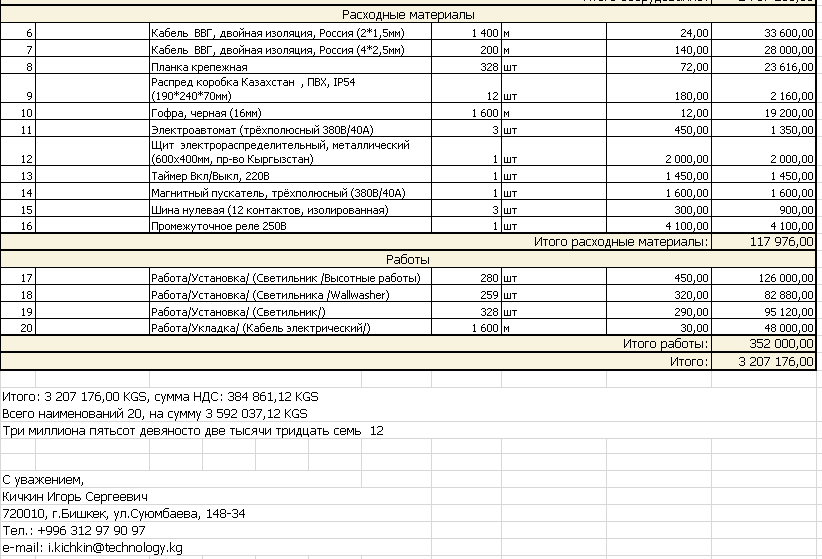 Расходные материалы
6 Кабель ВВГ, двойная изоляция, Россия (2*1,5мм) 1 400 м 24,00 33 600,00
7 Кабель ВВГ, двойная изоляция, Россия (4*2,5мм) 200 м 140,00 28 000,00
8 Планка крепежная 328 шт 72,00 23 616,00
Распред коробка Казахстан , ПВХ, IP54
9 (190*240*70мм) 12 шт 180,00 2 160,00
10 Гофра, черная (16мм) 1 600 м 12,00 19 200,00
11 Электроавтомат (трёхполюсный 380В/40А) 3 шт 450,00 1 350,00
Щит электрораспределительный, металлический
12 (600х400мм, пр-во Кыргызстан) 1 шт 2 000,00 2 000,00
13 Таймер Вкл/Выкл, 220В 1 шт 1 450,00 1 450,00
14 Магнитный пускатель, трёхполюсный (380В/40А) 1 шт 1 600,00 1 600,00
15 Шина нулевая (12 контактов, изолированная) 3 шт 300,00 900,00
16 Промежуточное реле 250В 1 шт 4 100,00 4 100,00
Итого расходные материалы: 117 976,00
Работы
17 Работа/Установка/ (Светильник /Высотные работы) 280 шт 450,00 126 000,00
18 Работа/Установка/ (Светильника /Wallwasher) 259 шт 320,00 82 880,00
19 Работа/Установка/ (Светильник/) 328 шт 290,00 95 120,00
20 Работа/Укладка/ (Кабель электрический/) 1 600 м 30,00 48 000,00
Итого работы: 352 000,00
Итого: 3 207 176,00
Итого: 3 207 176,00 KGS, сумма НДС: 384 861,12 KGS
Всего наименований 20, на сумму 3 592 037,12 KGS
Три миллиона пятьсот девяносто две тысячи тридцать семь 12
С уважением,
Кичкин Игорь Сергеевич
720010, г.Бишкек, ул.Суюмбаева, 148-34
Тел.: +996 312 97 90 97
e-mail: i.kichkin@technology.kg